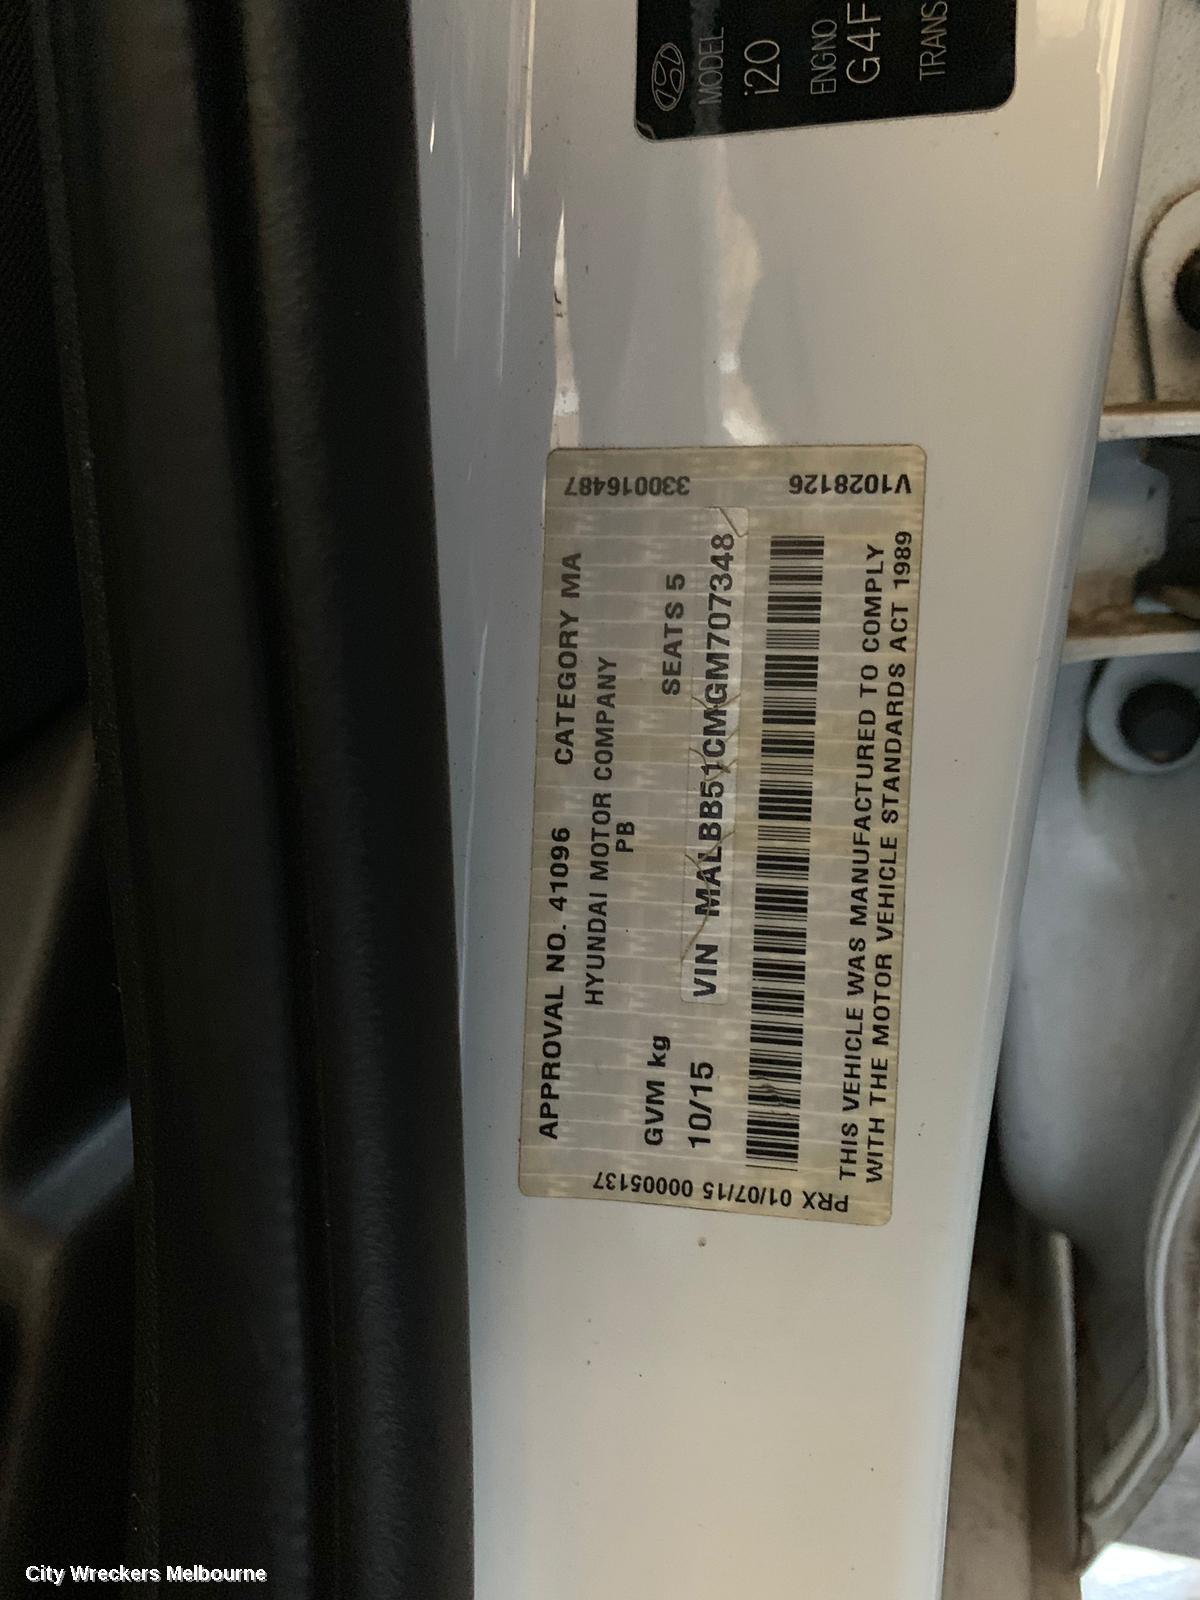 MODEL
i20
ENG NO
G4F
TRANS
330016487
V1028126
APPROVAL NO. 41096 CATEGORY MA
HYUNDAI MOTOR COMPANY
PB
GVM kg SEATS 5
10/15 VIN MALBB51CMGM707348
THIS VEHICLE WAS MANUFACTURED TO COMPLY
WITH THE MOTOR VEHICLE STANDARDS ACT 1989
PRX 01/07/15 00005137
City Wreckers Melbourne